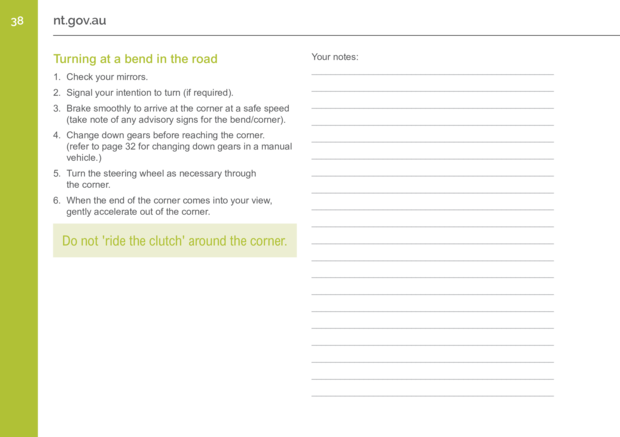 38
nt.gov.au
Turning at a bend in the road
1. Check your mirrors.
2. Signal your intention to turn (if required).
3. Brake smoothly to arrive at the corner at a safe speed
(take note of any advisory signs for the bend/corner).
4. Change down gears before reaching the corner.
(refer to page 32 for changing down gears in a manual
vehicle.)
5. Turn the steering wheel as necessary through
the corner.
6. When the end of the corner comes into your view,
gently accelerate out of the corner.
Do not 'ride the clutch' around the corner.
Your notes: